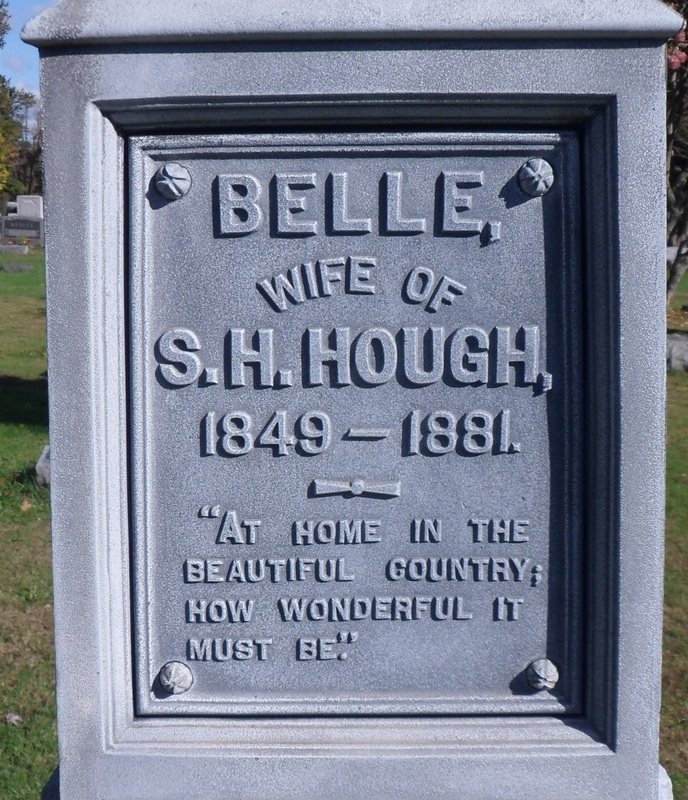 BELLE,
WIFE OF
S.H. HOUGH,
1849 — 1881.
"AT HOME IN THE
BEAUTIFUL COUNTRY;
HOW WONDERFUL IT
MUST BE."